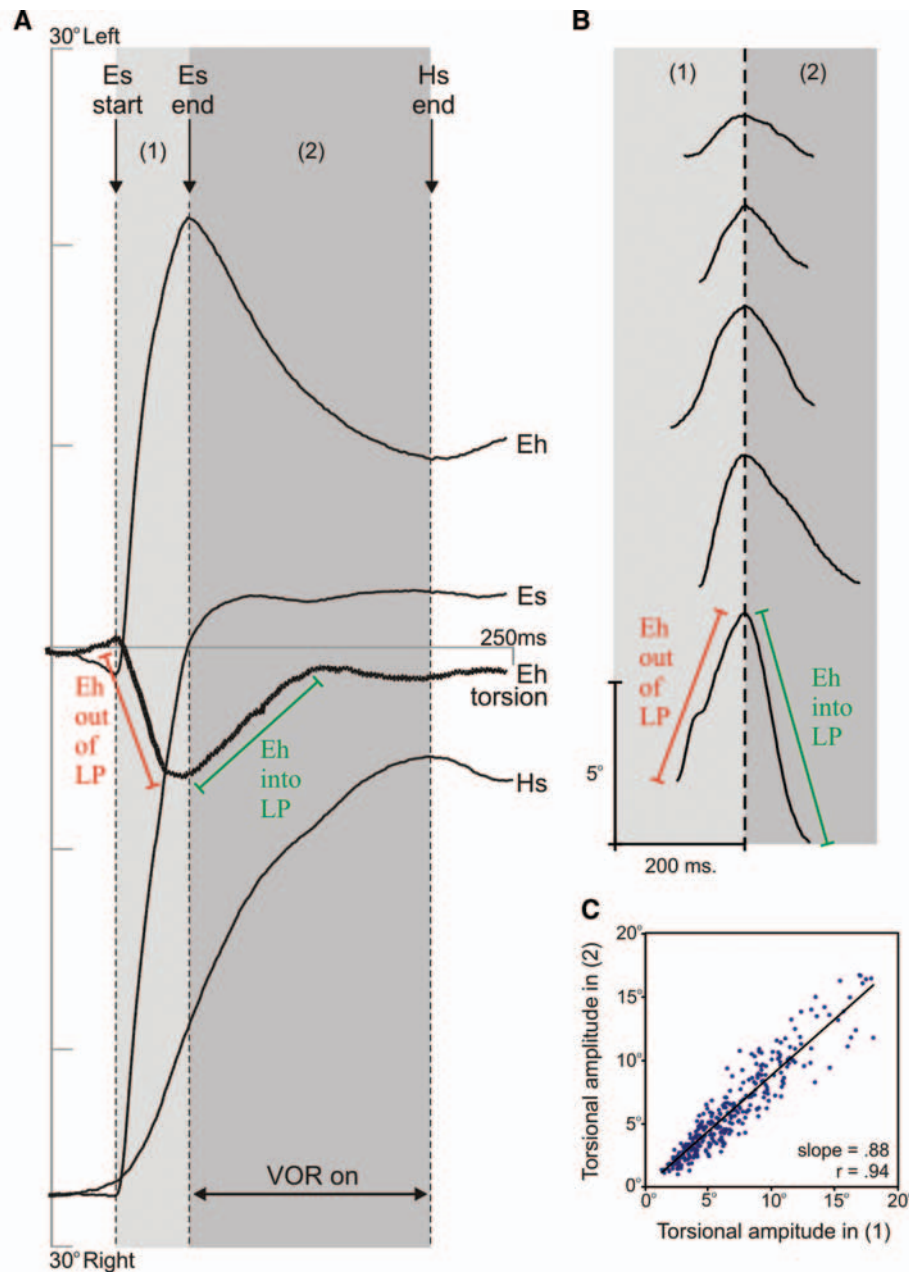 A
30° Left
Es start
Es end
Hs end
(1)
(2)
Eh
Es
250ms
Eh torsion
Hs
Eh out of LP
Eh into LP
VOR on
30° Right
B
(1)
(2)
Eh out of LP
Eh into LP
5°
200 ms.
C
Torsional amplitude in (2)
20°
15°
10°
5°
0°
slope = .88
r = .94
0°
5°
10°
15°
20°
Torsional ampitude in (1)